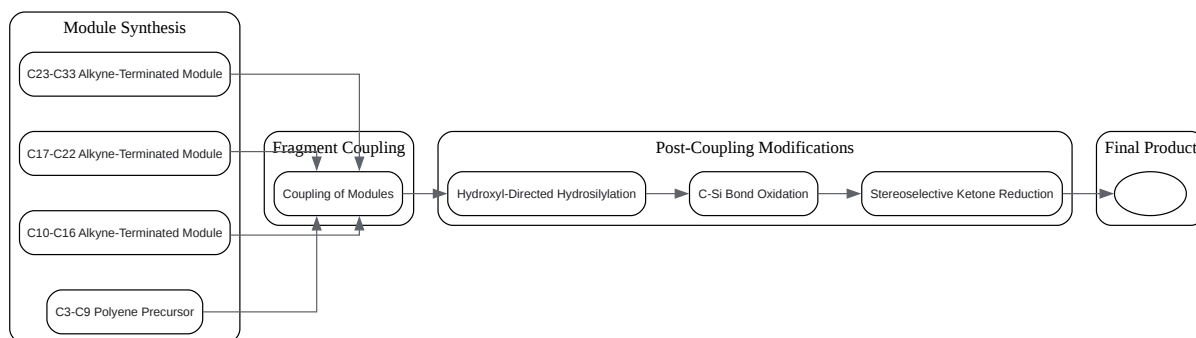 Module Synthesis
C23-C33 Alkyne-Terminated Module
C17-C22 Alkyne-Terminated Module
C10-C16 Alkyne-Terminated Module
C3-C9 Polyene Precursor
Fragment Coupling
Coupling of Modules
Post-Coupling Modifications
Hydroxyl-Directed Hydrosilylation
C-Si Bond Oxidation
Stereoselective Ketone Reduction
Final Product